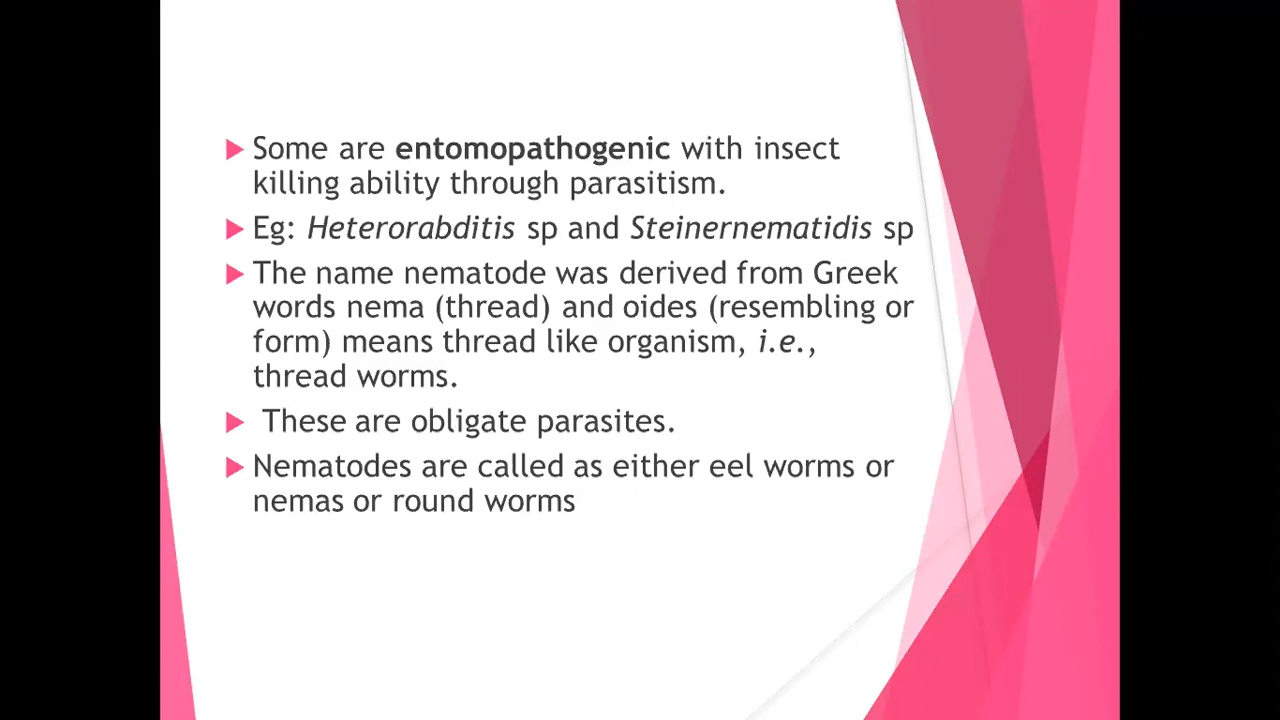 Some are entomopathogenic with insect
killing ability through parasitism.
Eg: Heterorabditis sp and Steinernematidis sp
The name nematode was derived from Greek
words nema (thread) and oides (resembling or
form) means thread like organism, i.e.,
thread worms.
These are obligate parasites.
Nematodes are called as either eel worms or
nemas or round worms